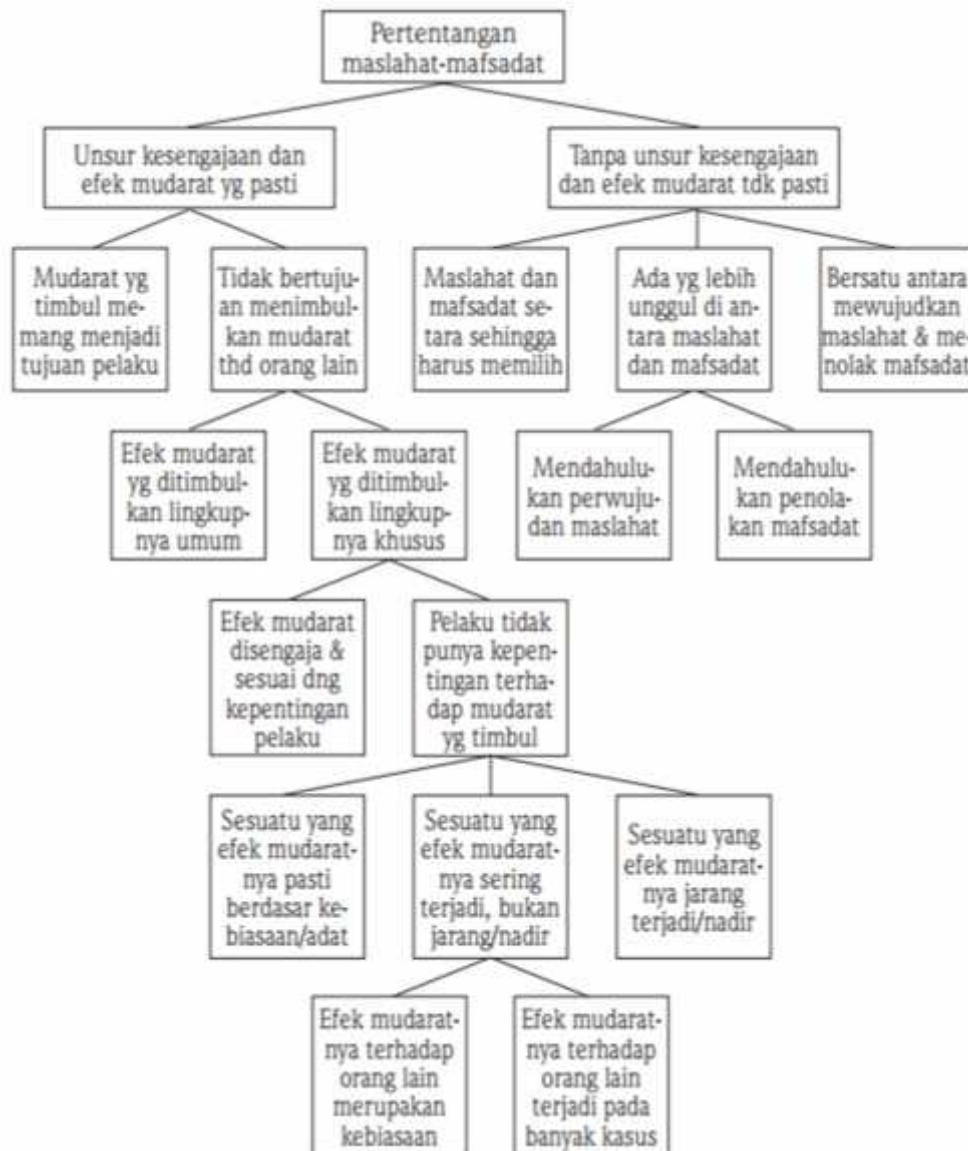 Pertentangan
maslahat-mafsadat
Unsur kesengajaan dan
efek mudarat yg pasti
Tanpa unsur kesengajaan
dan efek mudarat tdk pasti
Mudarat yg
timbul me-
mang menjadi
tujuan pelaku
Tidak bertuju-
an menimbul-
kan mudarat
thd orang lain
Maslahat dan
mafsadat se-
tara sehingga
harus memilih
Ada yg lebih
unggul di an-
tara maslahat
dan mafsadat
Bersatu antara
mewujudkan
maslahat & me-
nolak mafsadat
Efek mudarat
yg ditimbul-
kan lingkup-
nya umum
Efek mudarat
yg ditimbul-
kan lingkup-
nya khusus
Mendahulu-
kan perwuju-
dan maslahat
Mendahulu-
kan penola-
kan mafsadat
Efek mudarat
disengaja &
sesuai dng
kepentingan
pelaku
Pelaku tidak
punya kepen-
tingan terha-
dap mudarat
yg timbul
Sesuatu yang
efek mudarat-
nya pasti
berdasar ke-
biasaan/adat
Sesuatu yang
efek mudarat-
nya sering
terjadi, bukan
jarang/nadir
Sesuatu yang
efek mudarat-
nya jarang
terjadi/nadir
Efek mudarat-
nya terhadap
orang lain
merupakan
kebiasaan
Efek mudarat-
nya terhadap
orang lain
terjadi pada
banyak kasus